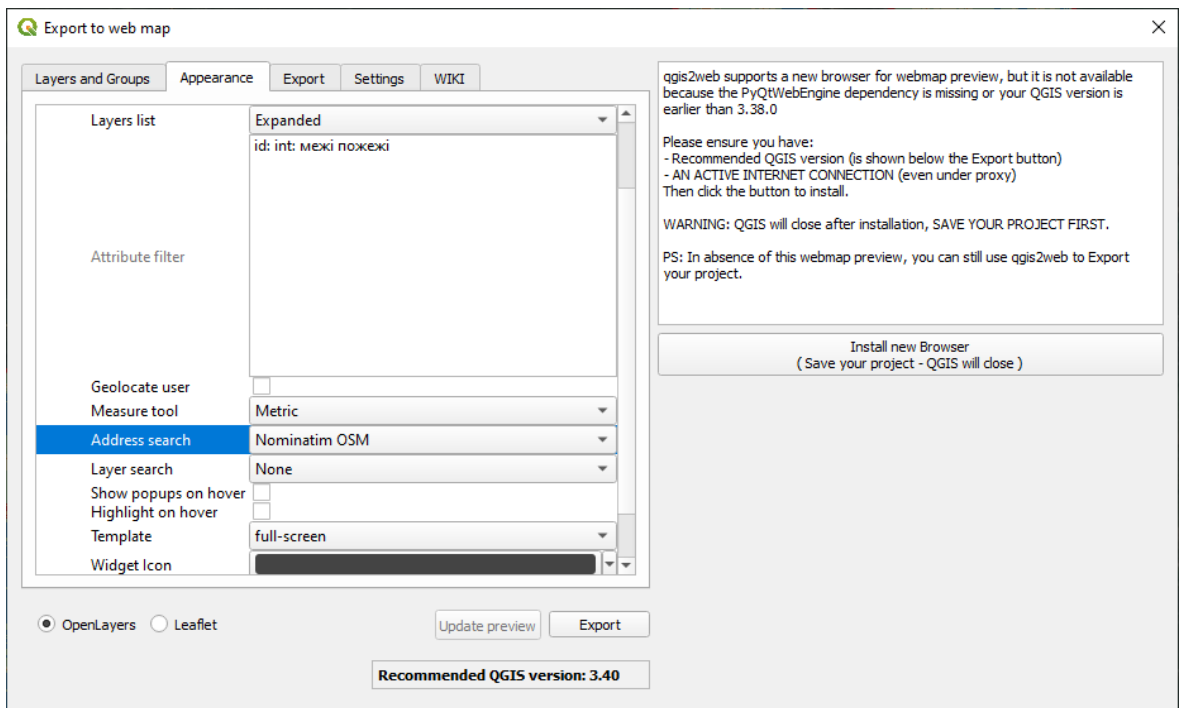 Export to web map
Layers and Groups
Appearance
Export
Settings
WIKI
Layers list
Expanded
id: int: межі пожежі
Attribute filter
Geolocate user
Measure tool
Metric
Address search
Nominatim OSM
Layer search
None
Show popups on hover
Highlight on hover
Template
full-screen
Widget Icon
OpenLayers
Leaflet
Update preview
Export
Recommended QGIS version: 3.40
qgis2web supports a new browser for webmap preview, but it is not available
because the PyQtWebEngine dependency is missing or your QGIS version is
earlier than 3.38.0
Please ensure you have:
- Recommended QGIS version (is shown below the Export button)
- AN ACTIVE INTERNET CONNECTION (even under proxy)
Then click the button to install.
WARNING: QGIS will close after installation, SAVE YOUR PROJECT FIRST.
PS: In absence of this webmap preview, you can still use qgis2web to Export
your project.
Install new Browser
( Save your project - QGIS will close )